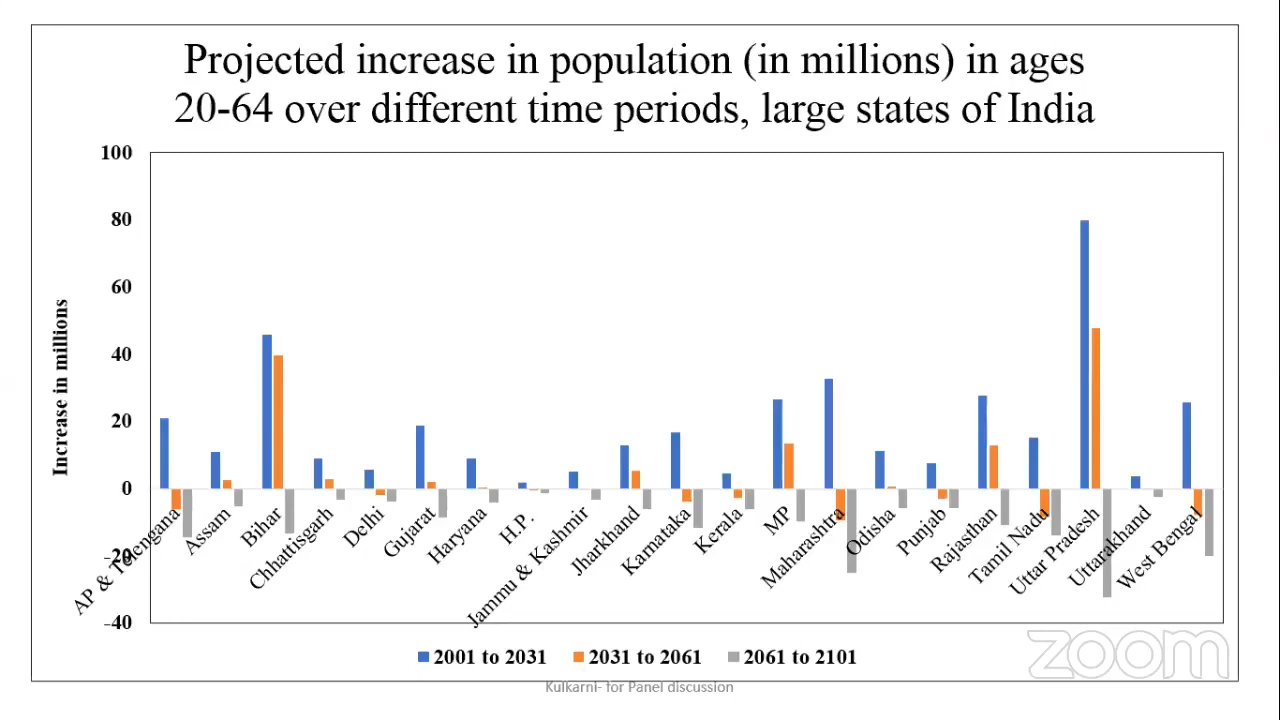 Projected increase in population (in millions) in ages
20-64 over different time periods, large states of India
Increase in millions
100
80
60
40
20
0
-20
-40
AP & Telengana
Assam
Bihar
Chhattisgarh
Delhi
Gujarat
Haryana
H.P.
Jammu & Kashmir
Jharkhand
Karnataka
Kerala
MP
Maharashtra
Odisha
Punjab
Rajasthan
Tamil Nadu
Uttar Pradesh
Uttarakhand
West Bengal
2001 to 2031 2031 to 2061 2061 to 2101
zoom
Kulkarni- for Panel discussion